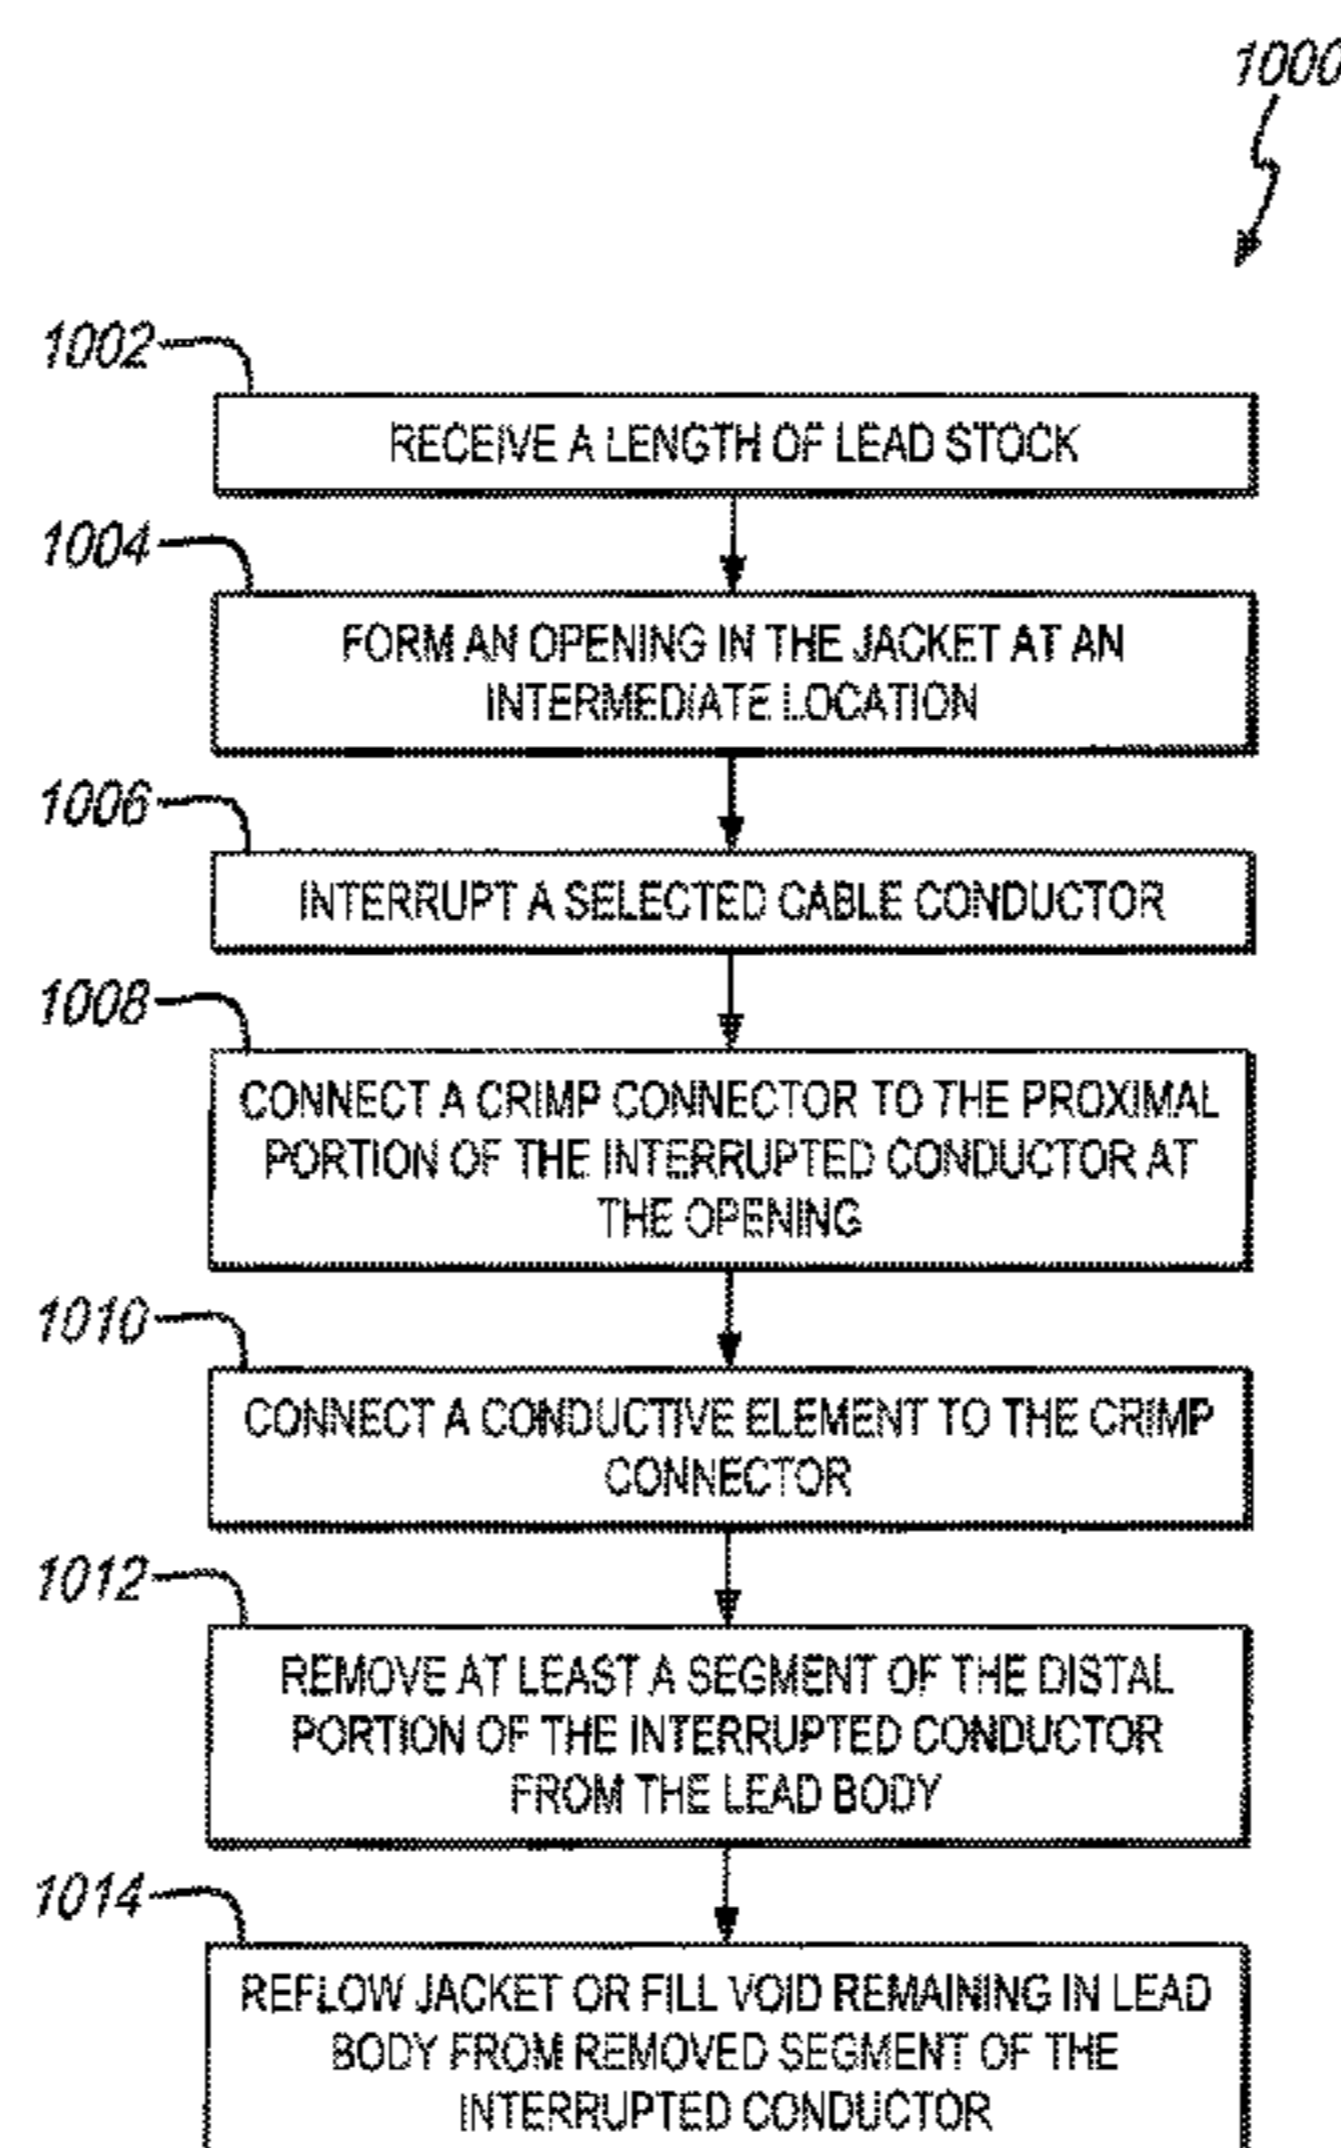 1000
1002
RECEIVE A LENGTH OF LEAD STOCK
1004
FORM AN OPENING IN THE JACKET AT AN
INTERMEDIATE LOCATION
1006
INTERRUPT A SELECTED CABLE CONDUCTOR
1008
CONNECT A CRIMP CONNECTOR TO THE PROXIMAL
PORTION OF THE INTERRUPTED CONDUCTOR AT
THE OPENING
1010
CONNECT A CONDUCTIVE ELEMENT TO THE CRIMP
CONNECTOR
1012
REMOVE AT LEAST A SEGMENT OF THE DISTAL
PORTION OF THE INTERRUPTED CONDUCTOR
FROM THE LEAD BODY
1014
REFLOW JACKET OR FILL VOID REMAINING IN LEAD
BODY FROM REMOVED SEGMENT OF THE
INTERRUPTED CONDUCTOR